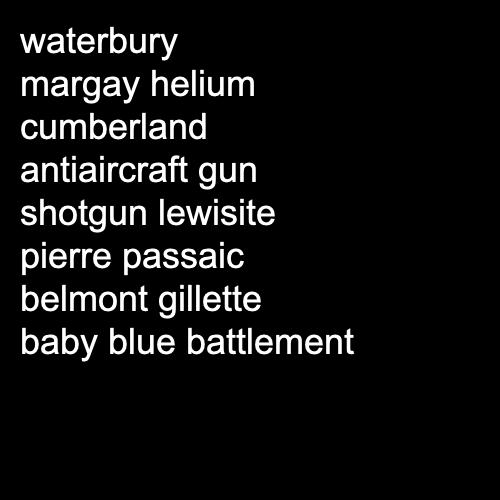 waterbury
margay helium
cumberland
antiaircraft gun
shotgun lewisite
pierre passaic
belmont gillette
baby blue battlement